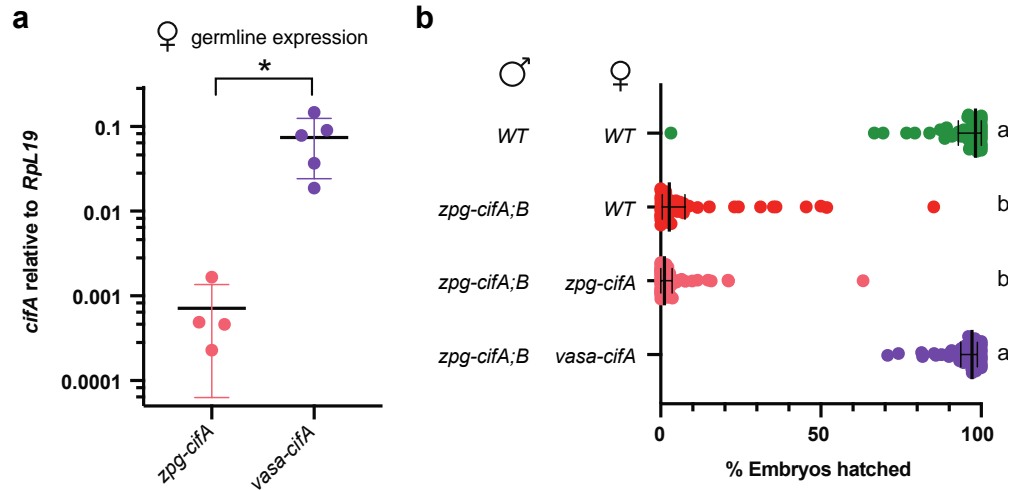 a
♀ germline expression
*
cifA relative to RpL19
0.1
0.01
0.001
0.0001
zpg-cifA
vasa-cifA
b
♂ ♀
WT WT a
zpg-cifA;B WT b
zpg-cifA;B zpg-cifA b
zpg-cifA;B vasa-cifA a
0 50 100
% Embryos hatched